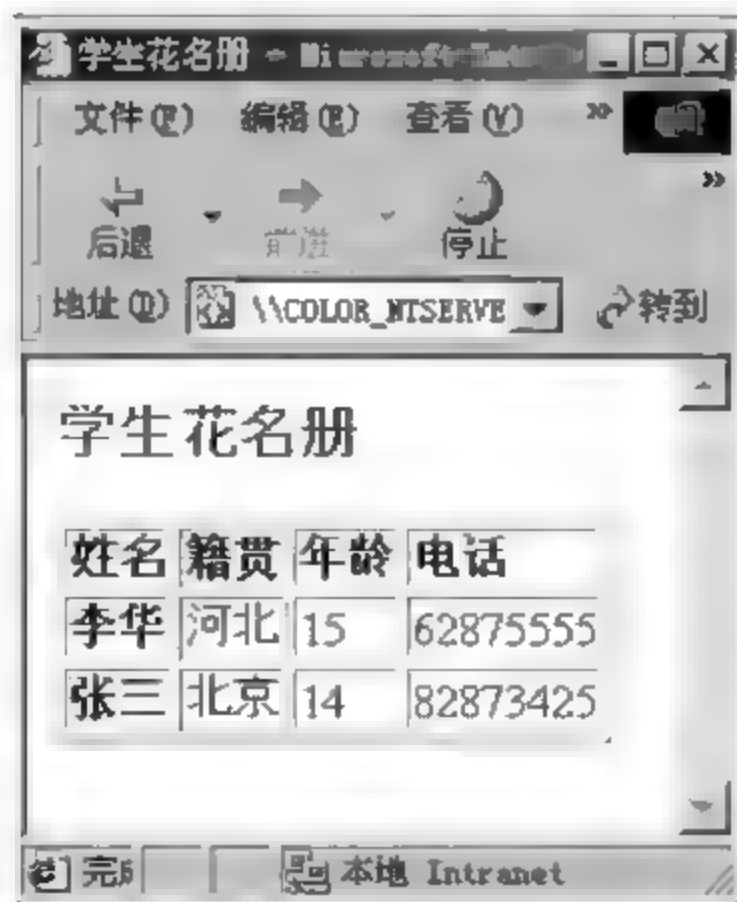 学生花名册 -
文件(F) 编辑(E) 查看(V) »
»
后退 前进 停止
地址(D) \\COLOR_NTSERVE 转到
学生花名册
姓名 籍贯 年龄 电话
李华 河北 15 62875555
张三 北京 14 82873425
本地 Intranet